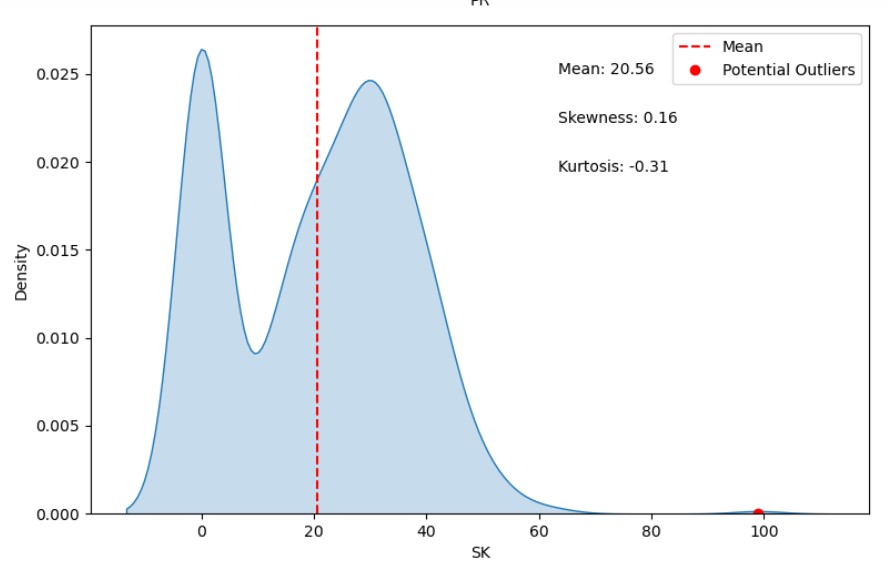 PR
Mean
Potential Outliers
Mean: 20.56
Skewness: 0.16
Kurtosis: -0.31
0.025
0.020
0.015
0.010
0.005
0.000
Density
0 20 40 60 80 100
SK